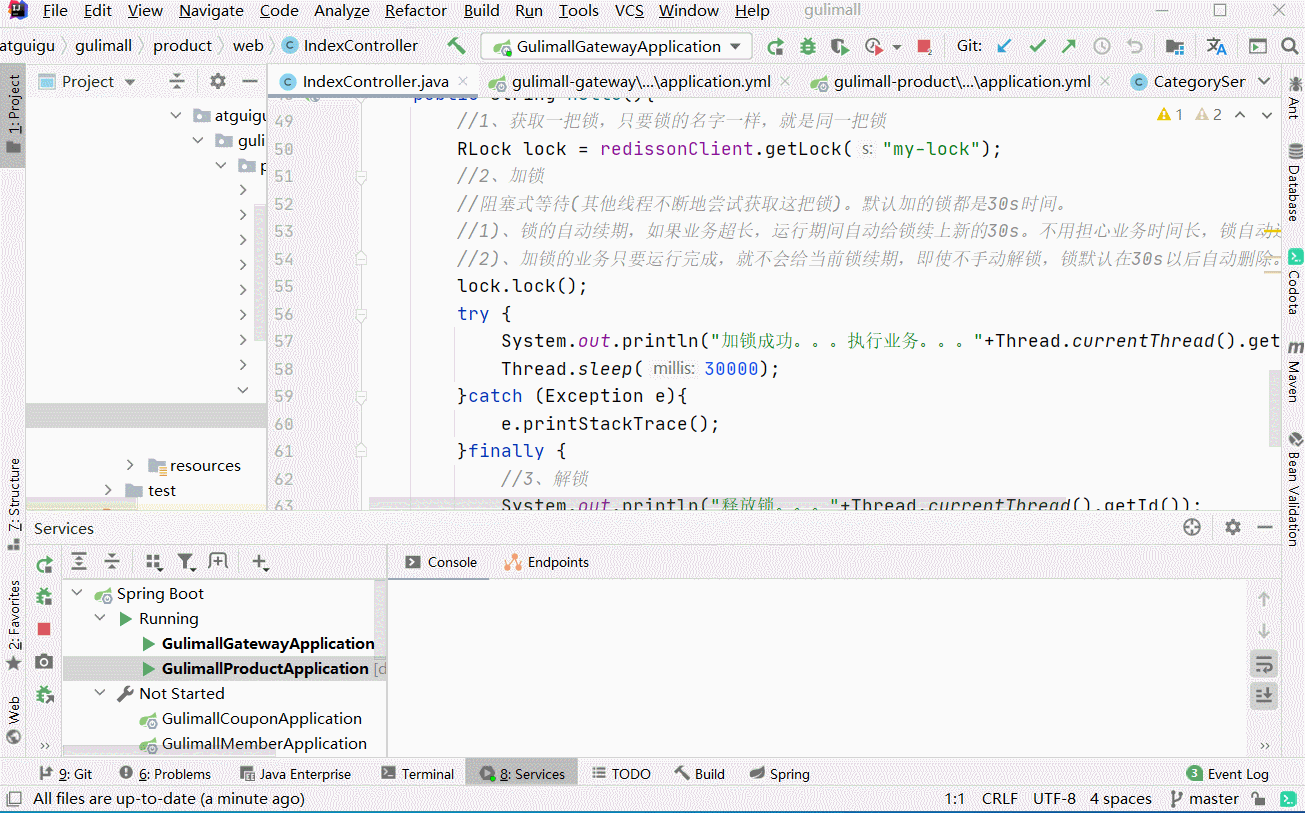 File Edit View Navigate Code Analyze Refactor Build Run Tools VCS Window Help gulimall
atguigu gulimall product web IndexController GulimallGatewayApplication Git:
Project IndexController.java gulimall-gateway\...\application.yml gulimall-product\...\application.yml CategorySer
1: Project
Ant
Database
Codota
Maven
Bean Validation
atguigu
guli
p
resources
test
1 2
49 //1、获取一把锁，只要锁的名字一样，就是同一把锁
50 RLock lock = redissonClient.getLock( s: "my-lock");
51 //2、加锁
52 //阻塞式等待(其他线程不断地尝试获取这把锁)。默认加的锁都是30s时间。
53 //1)、锁的自动续期，如果业务超长，运行期间自动给锁续上新的30s。不用担心业务时间长，锁自动
54 //2)、加锁的业务只要运行完成，就不会给当前锁续期，即使不手动解锁，锁默认在30s以后自动删除。
55 lock.lock();
56 try {
57 System.out.println("加锁成功。。。执行业务。。。"+Thread.currentThread().get
58 Thread.sleep( millis: 30000);
59 }catch (Exception e){
60 e.printStackTrace();
61 }finally {
62 //3、解锁
63 System.out.println("释放锁。。。"+Thread.currentThread().getId());
Z: Structure
2: Favorites
Web
Services
Console Endpoints
Spring Boot
Running
GulimallGatewayApplication
GulimallProductApplication [d
Not Started
GulimallCouponApplication
GulimallMemberApplication
9: Git 6: Problems Java Enterprise Terminal 8: Services TODO Build Spring 3 Event Log
All files are up-to-date (a minute ago) 1:1 CRLF UTF-8 4 spaces master